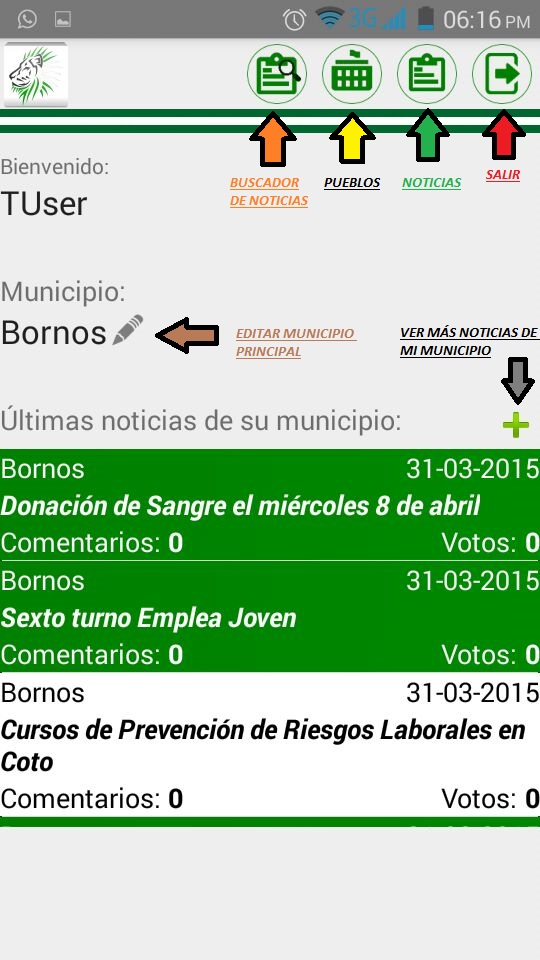 3G 06:16 PM
BUSCADOR
DE NOTICIAS
PUEBLOS
NOTICIAS
SALIR
Bienvenido:
TUser
Municipio:
Bornos
EDITAR MUNICIPIO
PRINCIPAL
VER MÁS NOTICIAS DE
MI MUNICIPIO
Últimas noticias de su municipio:
Bornos 31-03-2015
Donación de Sangre el miércoles 8 de abril
Comentarios: 0 Votos: 0
Bornos 31-03-2015
Sexto turno Emplea Joven
Comentarios: 0 Votos: 0
Bornos 31-03-2015
Cursos de Prevención de Riesgos Laborales en
Coto
Comentarios: 0 Votos: 0